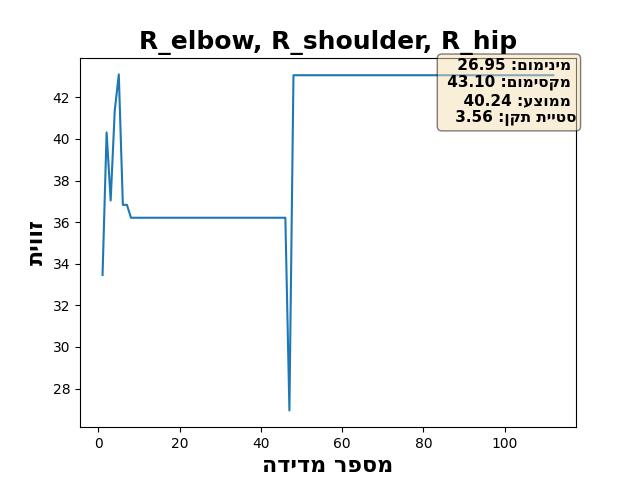 R_elbow, R_shoulder, R_hip
מינימום: 26.95
מקסימום: 43.10
ממוצע: 40.24
סטיית תקן: 3.56
זווית
42
40
38
36
34
32
30
28
0 20 40 60 80 100
מספר מדידה